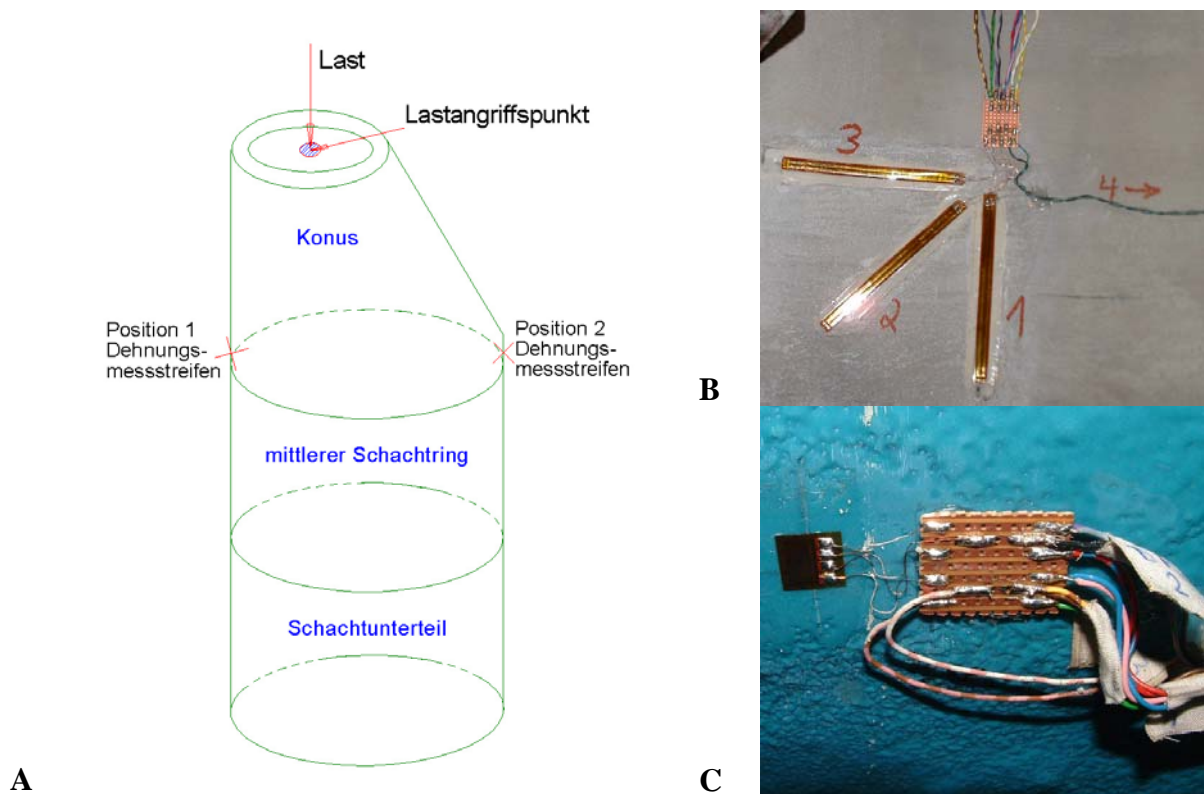 Last
Lastangriffspunkt
Konus
Position 1
Dehnungs-
messstreifen
Position 2
Dehnungs-
messstreifen
mittlerer Schachtring
Schachtunterteil
A
3
4 →
2
1
B
C